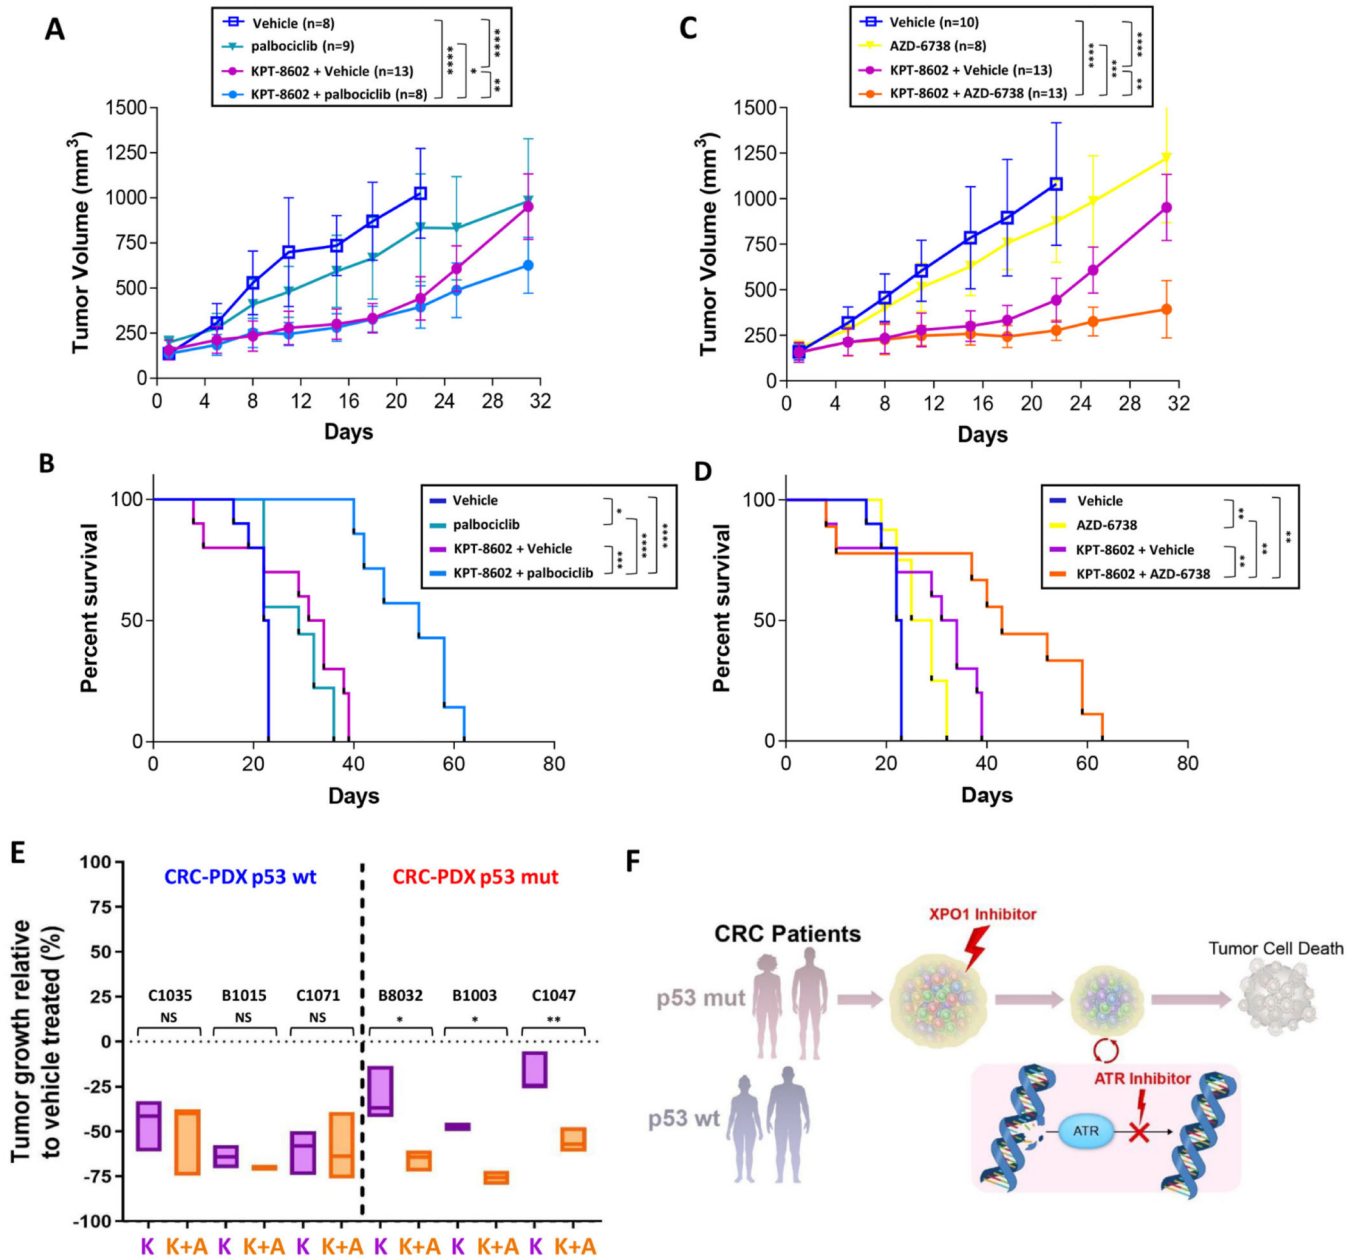 A
Vehicle (n=8)
palbociclib (n=9)
KPT-8602 + Vehicle (n=13)
KPT-8602 + palbociclib (n=8)
****
*
****
**
Tumor Volume (mm3)
1500
1250
1000
750
500
250
0
0 4 8 12 16 20 24 28 32
Days
C
Vehicle (n=10)
AZD-6738 (n=8)
KPT-8602 + Vehicle (n=13)
KPT-8602 + AZD-6738 (n=13)
****
***
****
**
Tumor Volume (mm3)
1500
1250
1000
750
500
250
0
0 4 8 12 16 20 24 28 32
Days
B
Vehicle
palbociclib
KPT-8602 + Vehicle
KPT-8602 + palbociclib
*
***
****
****
Percent survival
100
50
0
0 20 40 60 80
Days
D
Vehicle
AZD-6738
KPT-8602 + Vehicle
KPT-8602 + AZD-6738
**
**
**
**
Percent survival
100
50
0
0 20 40 60 80
Days
E
Tumor growth relative
to vehicle treated (%)
100
75
50
25
0
-25
-50
-75
-100
CRC-PDX p53 wt CRC-PDX p53 mut
C1035 B1015 C1071 B8032 B1003 C1047
NS NS NS * * **
K K+A K K+A K K+A K K+A K K+A K K+A
F
XPO1 Inhibitor
CRC Patients
Tumor Cell Death
p53 mut
ATR Inhibitor
p53 wt
ATR